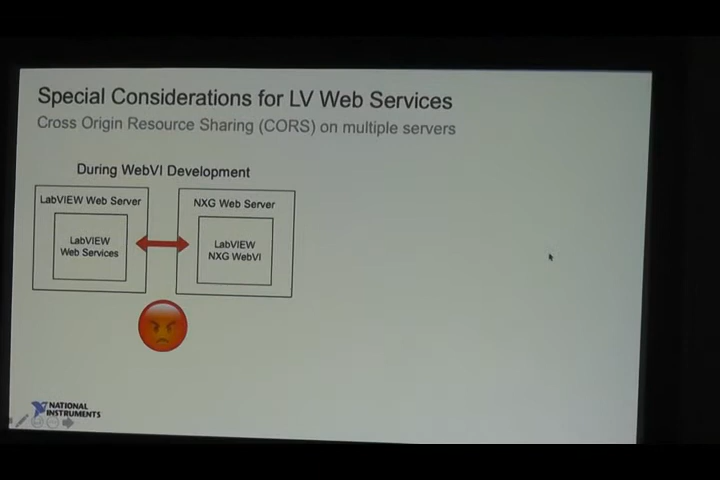 Special Considerations for LV Web Services
Cross Origin Resource Sharing (CORS) on multiple servers
During WebVI Development
LabVIEW Web Server
NXG Web Server
LabVIEW
Web Services
LabVIEW
NXG WebVI
NATIONAL
INSTRUMENTS